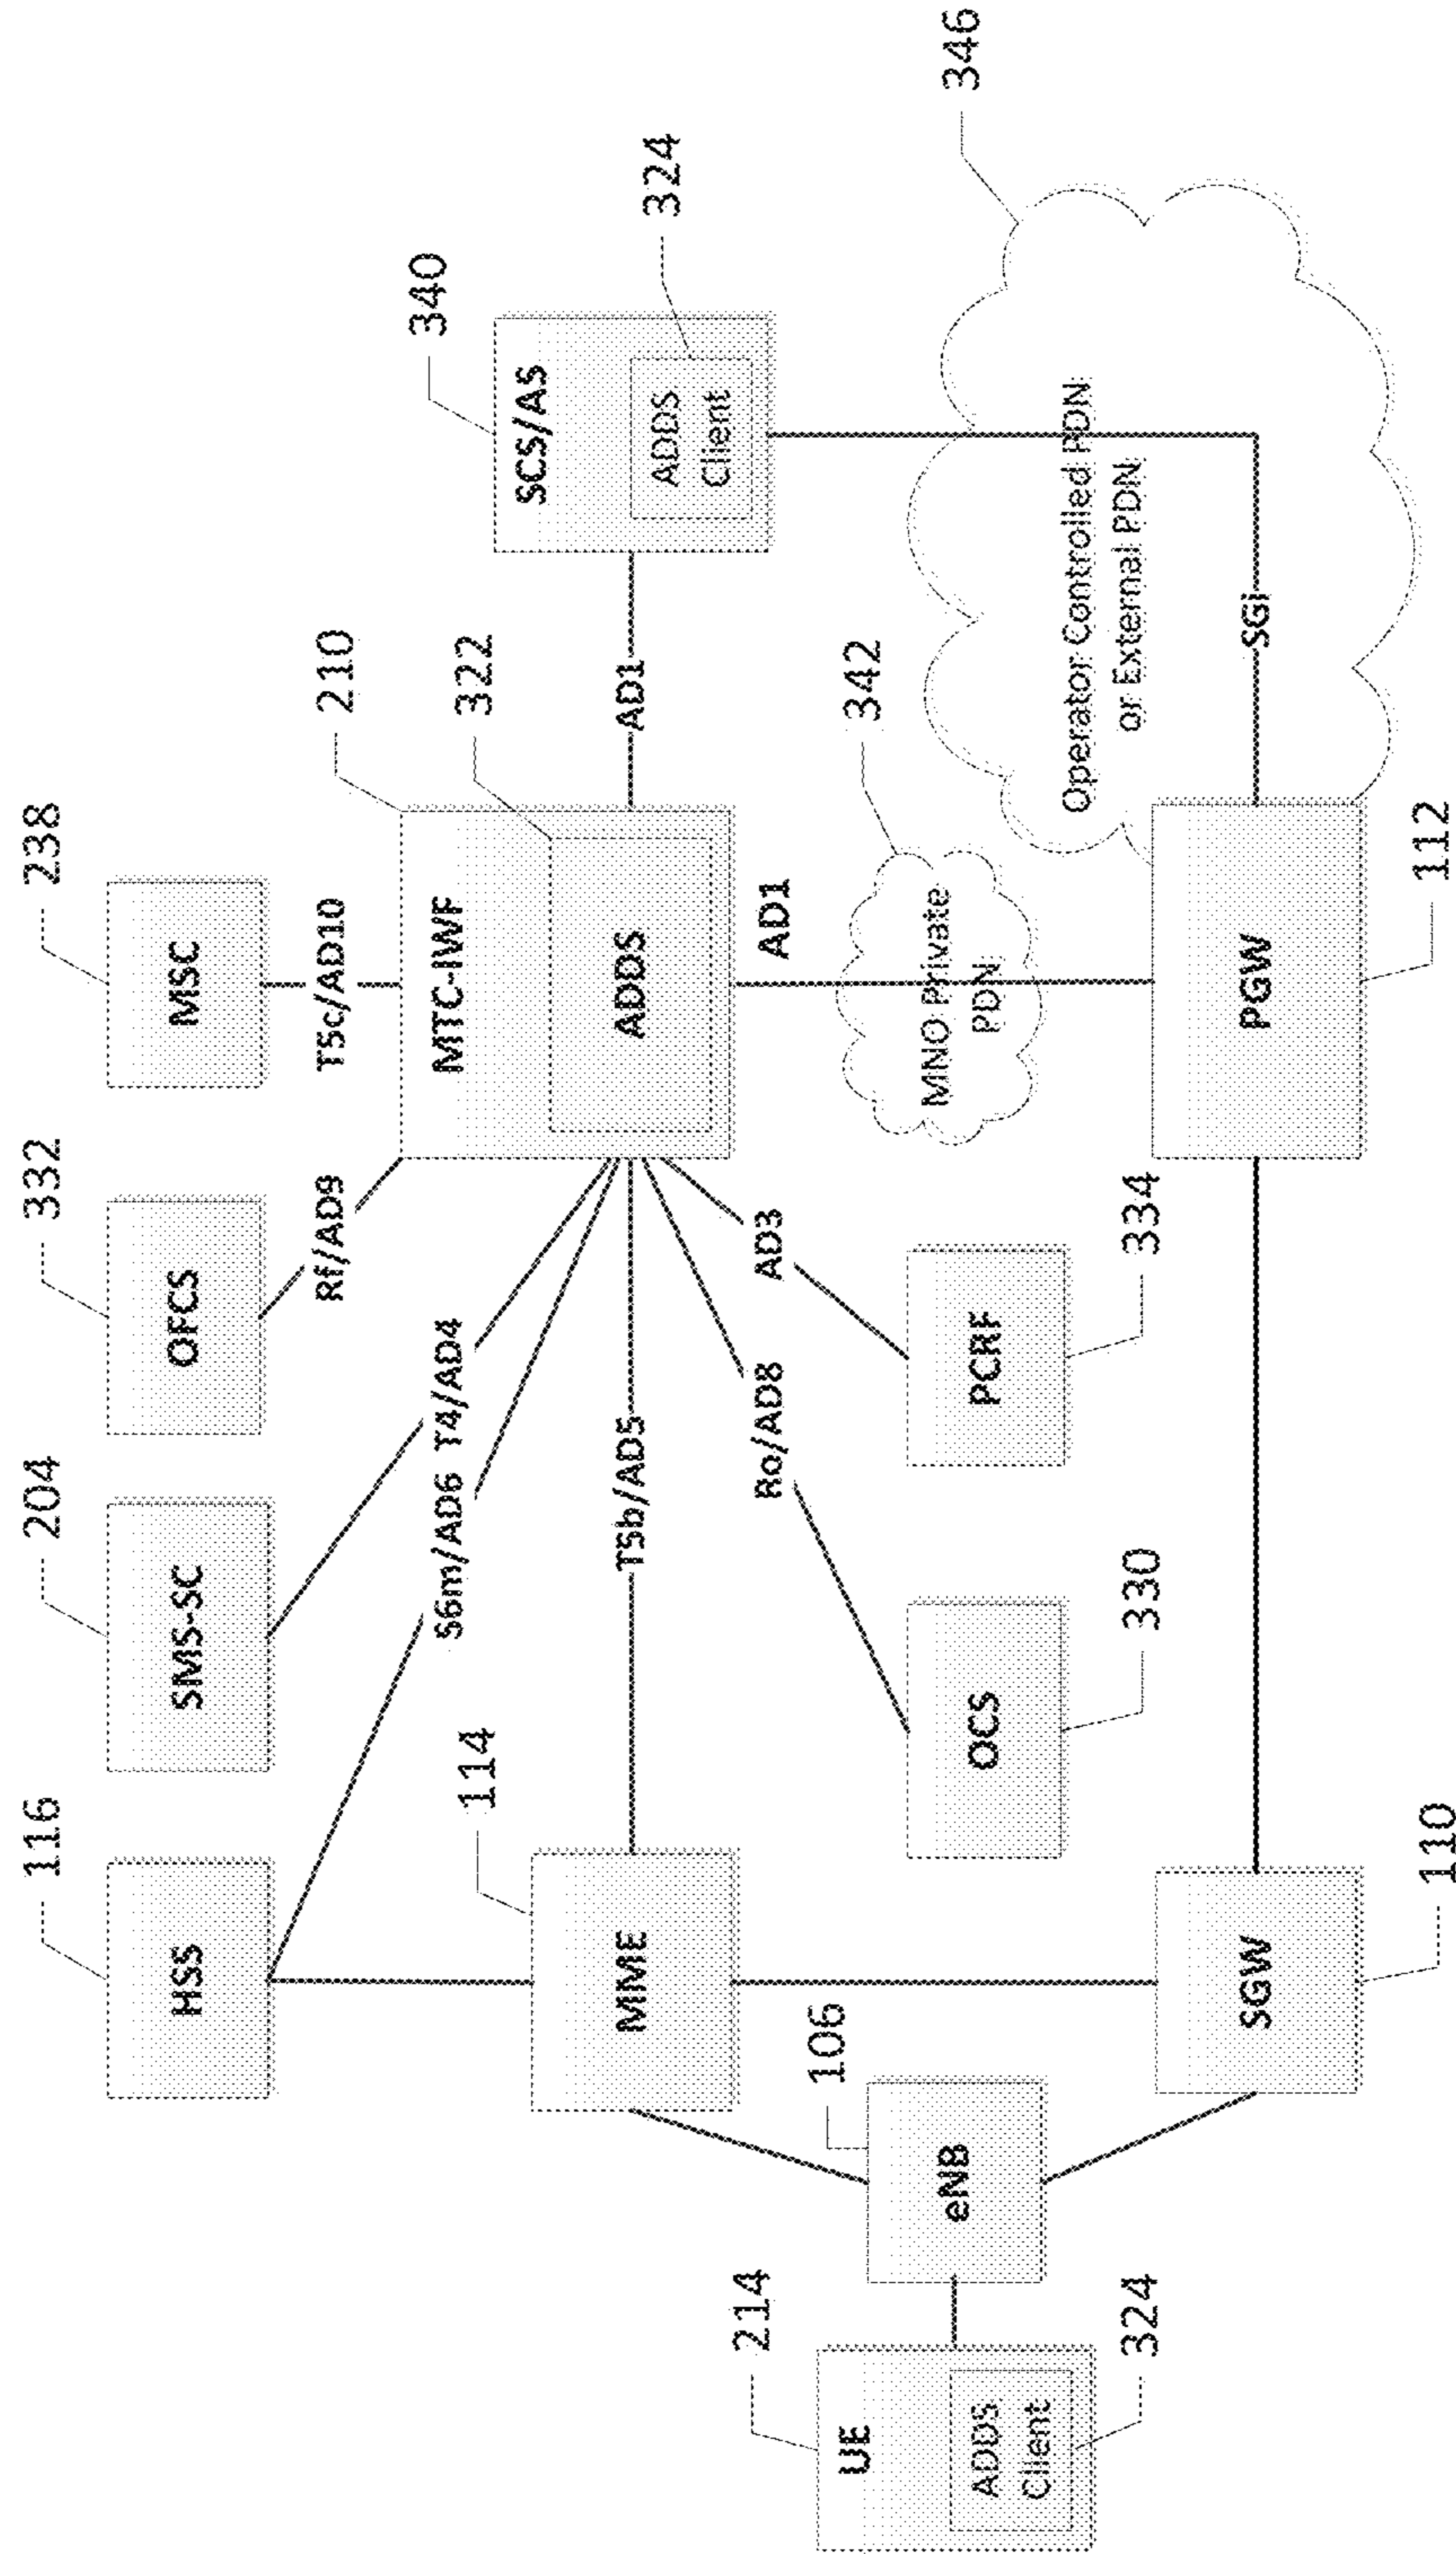 116
204
332
238
HSS
SMS-SC
OFCS
MSC
Rf/AD9
T5c/AD10
210
340
S6m/AD6
T4/AD4
MTC-IWF
322
SCS/AS
324
114
MME
T5b/AD5
ADDS
AD1
ADDS
Client
Ro/AD8
AD3
AD1
342
346
214
106
UE
ADDS
Client
324
eNB
OCS
330
PCRF
334
MNO Private
PDN
Operator Controlled PDN
or External PDN
SGW
110
PGW
112
SGi